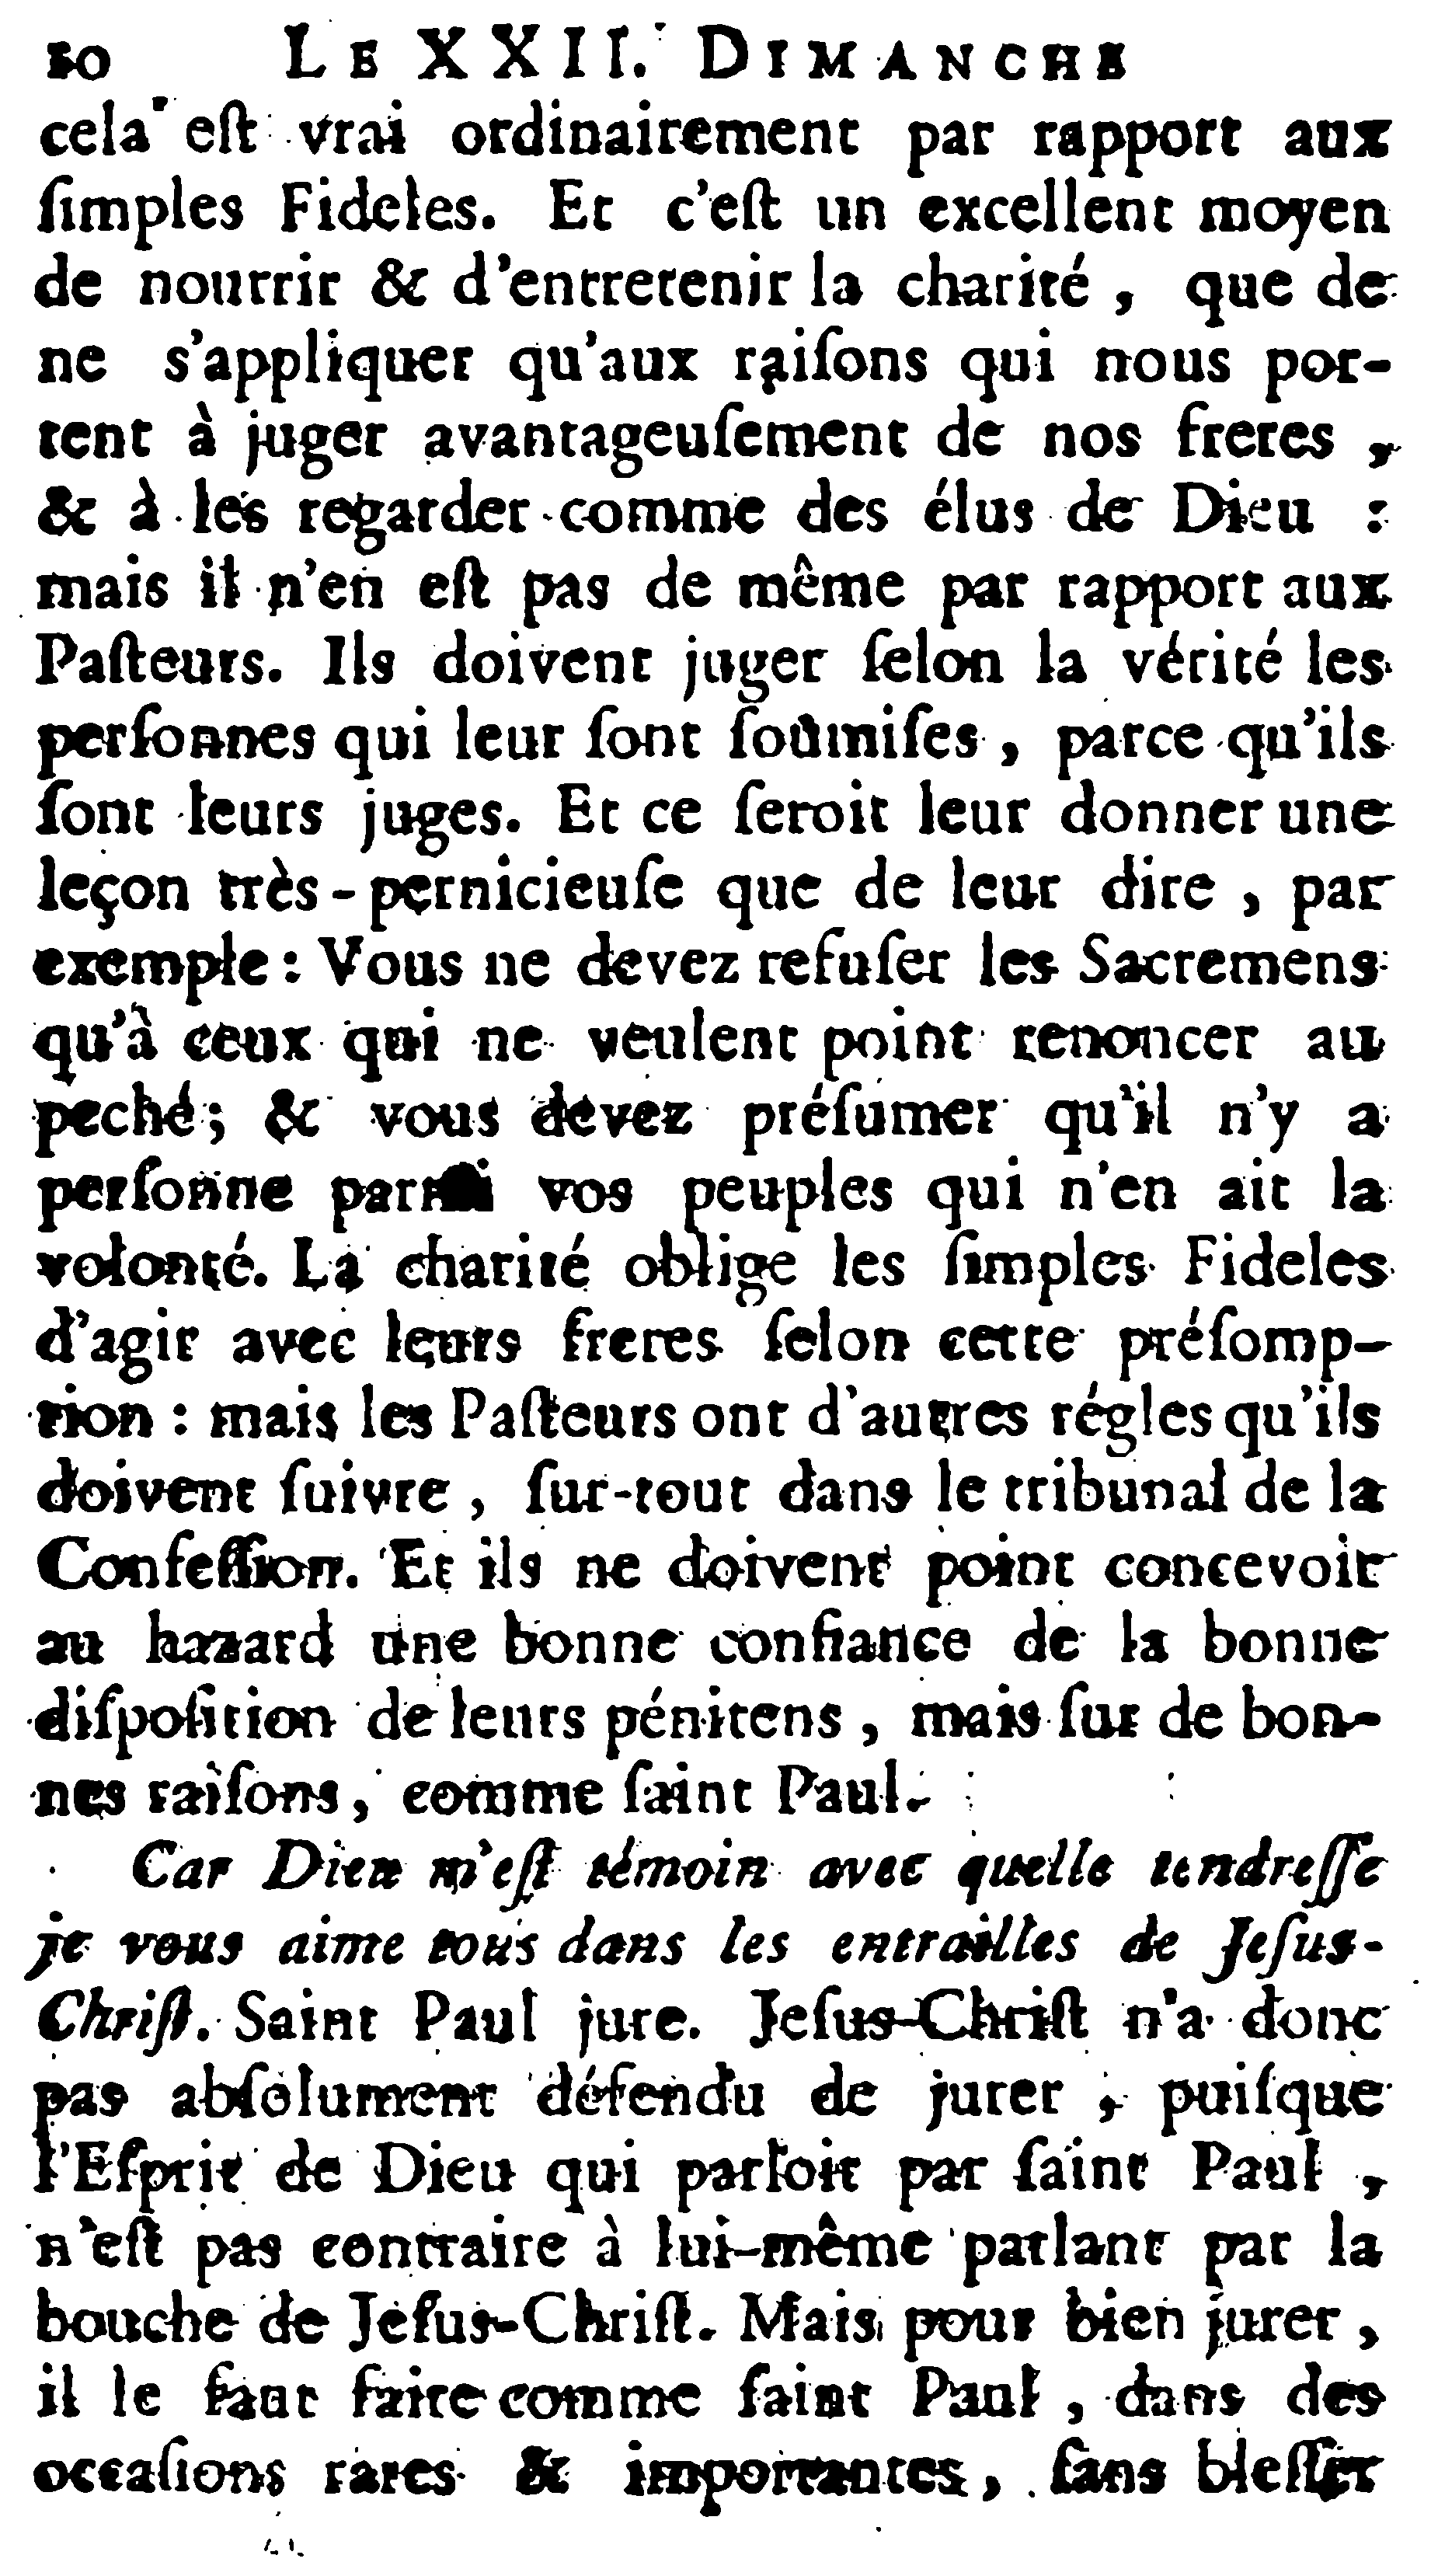 10 LE XXII. DIMANCHE
cela est vrai ordinairement par rapport aux
ſimples Fideles. Et c'eſt un excellent moyen
de nourrir & d'entretenir la charité, que de
ne s'appliquer qu'aux raiſons qui nous por-
tent à juger avantageuſement de nos freres,
& à les regarder comme des élus de Dieu :
mais il n'en eſt pas de même par rapport aux
Paſteurs. Ils doivent juger ſelon la vérité les
perſonnes qui leur ſont ſoûmiſes, parce qu'ils
ſont leurs juges. Et ce ſeroit leur donner une
leçon très-pernicieuſe que de leur dire, par
exemple : Vous ne devez refuſer les Sacremens
qu'à ceux qui ne veulent point renoncer au
peché; & vous devez préſumer qu'il n'y a
perſonne parmi vos peuples qui n'en ait la
volonté. La charité oblige les ſimples Fideles
d'agir avec leurs freres ſelon cette préſomp-
tion : mais les Paſteurs ont d'autres régles qu'ils
doivent ſuivre, ſur-tout dans le tribunal de la
Confeſſion. Et ils ne doivent point concevoir
au hazard une bonne confiance de la bonne
diſpoſition de leurs pénitens, mais ſur de bon-
nes raiſons, comme ſaint Paul.
Car Dieu m'eſt témoin avec quelle tendreſſe
je vous aime tous dans les entrailles de Jeſus-
Chriſt. Saint Paul jure. Jeſus-Chriſt n'a donc
pas abſolument défendu de jurer, puiſque
l'Eſprit de Dieu qui parloit par ſaint Paul,
n'eſt pas contraire à lui-même parlant par la
bouche de Jeſus-Chriſt. Mais pour bien jurer,
il le faut faire comme ſaint Paul, dans des
occaſions rares & importantes, ſans bleſſer